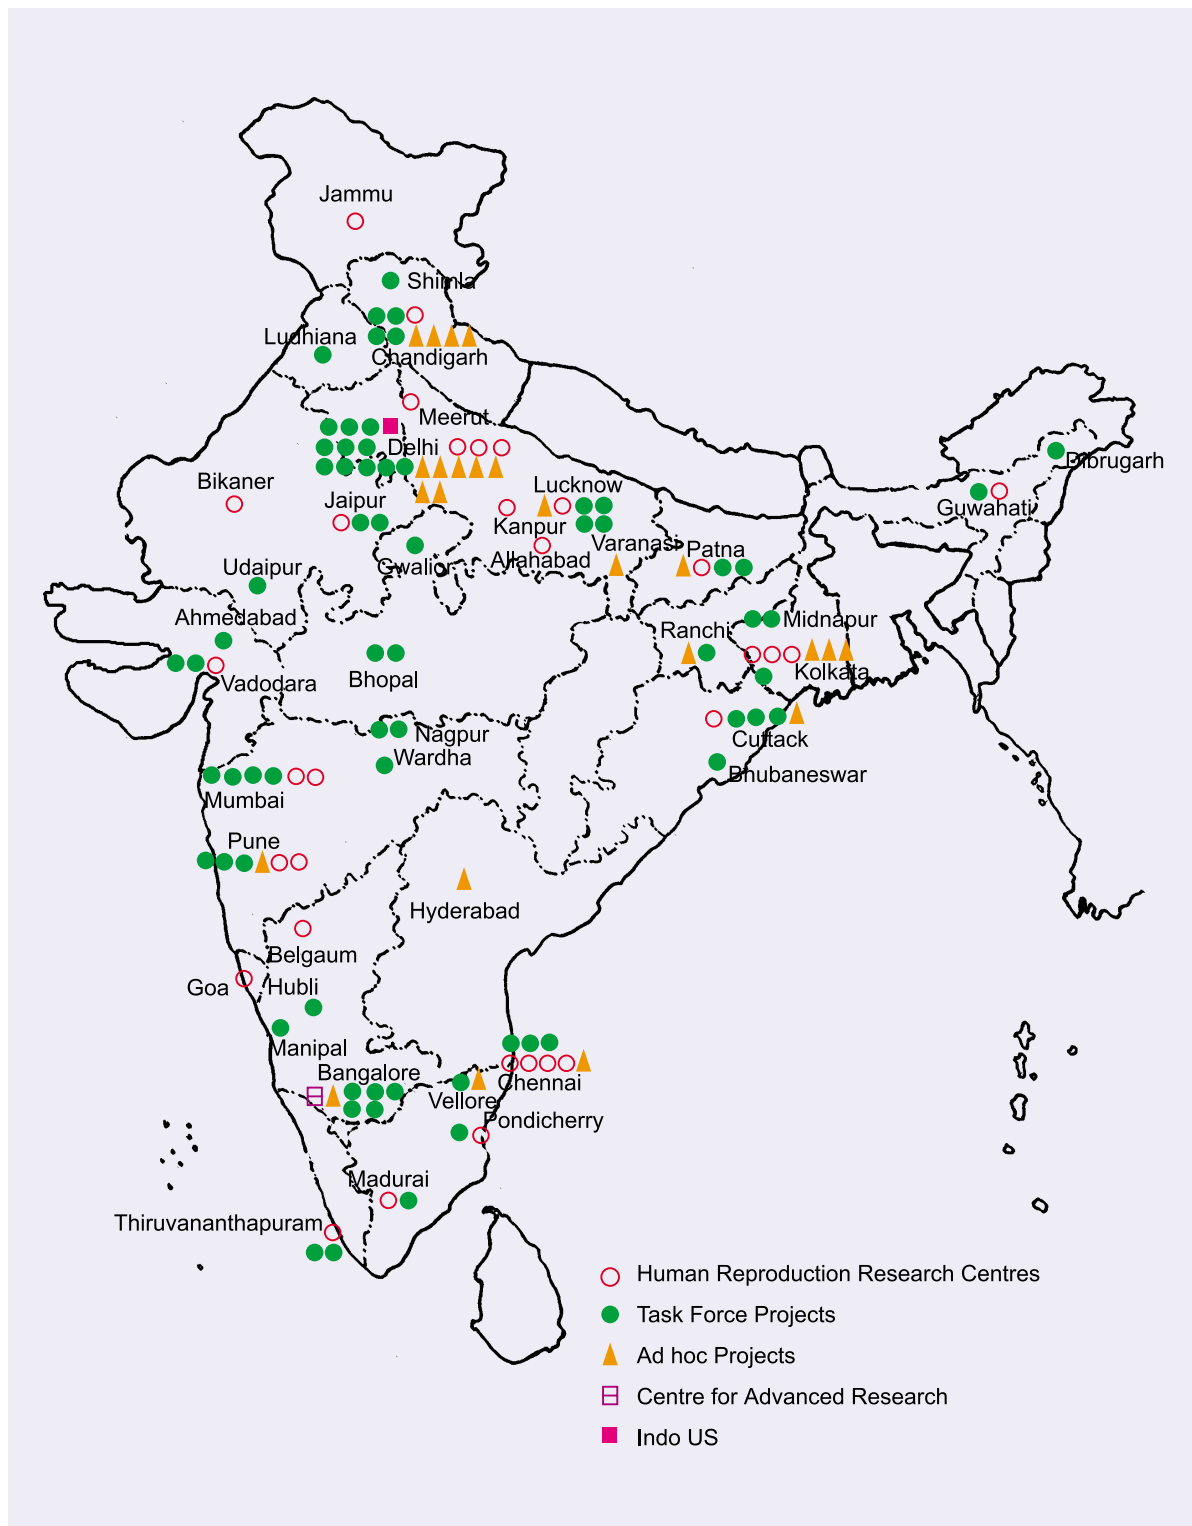 Jammu
Shimla
Ludhiana
Chandigarh
Meerut
Delhi
Bikaner
Jaipur
Lucknow
Kanpur
Dibrugarh
Guwahati
Varanasi
Patna
Allahabad
Gwalior
Udaipur
Ahmedabad
Midnapur
Ranchi
Vadodara
Bhopal
Kolkata
Nagpur
Cuttack
Wardha
Bhubaneswar
Mumbai
Pune
Hyderabad
Belgaum
Goa
Hubli
Manipal
Bangalore
Chennai
Vellore
Pondicherry
Madurai
Thiruvananthapuram
Human Reproduction Research Centres
Task Force Projects
Ad hoc Projects
Centre for Advanced Research
Indo US